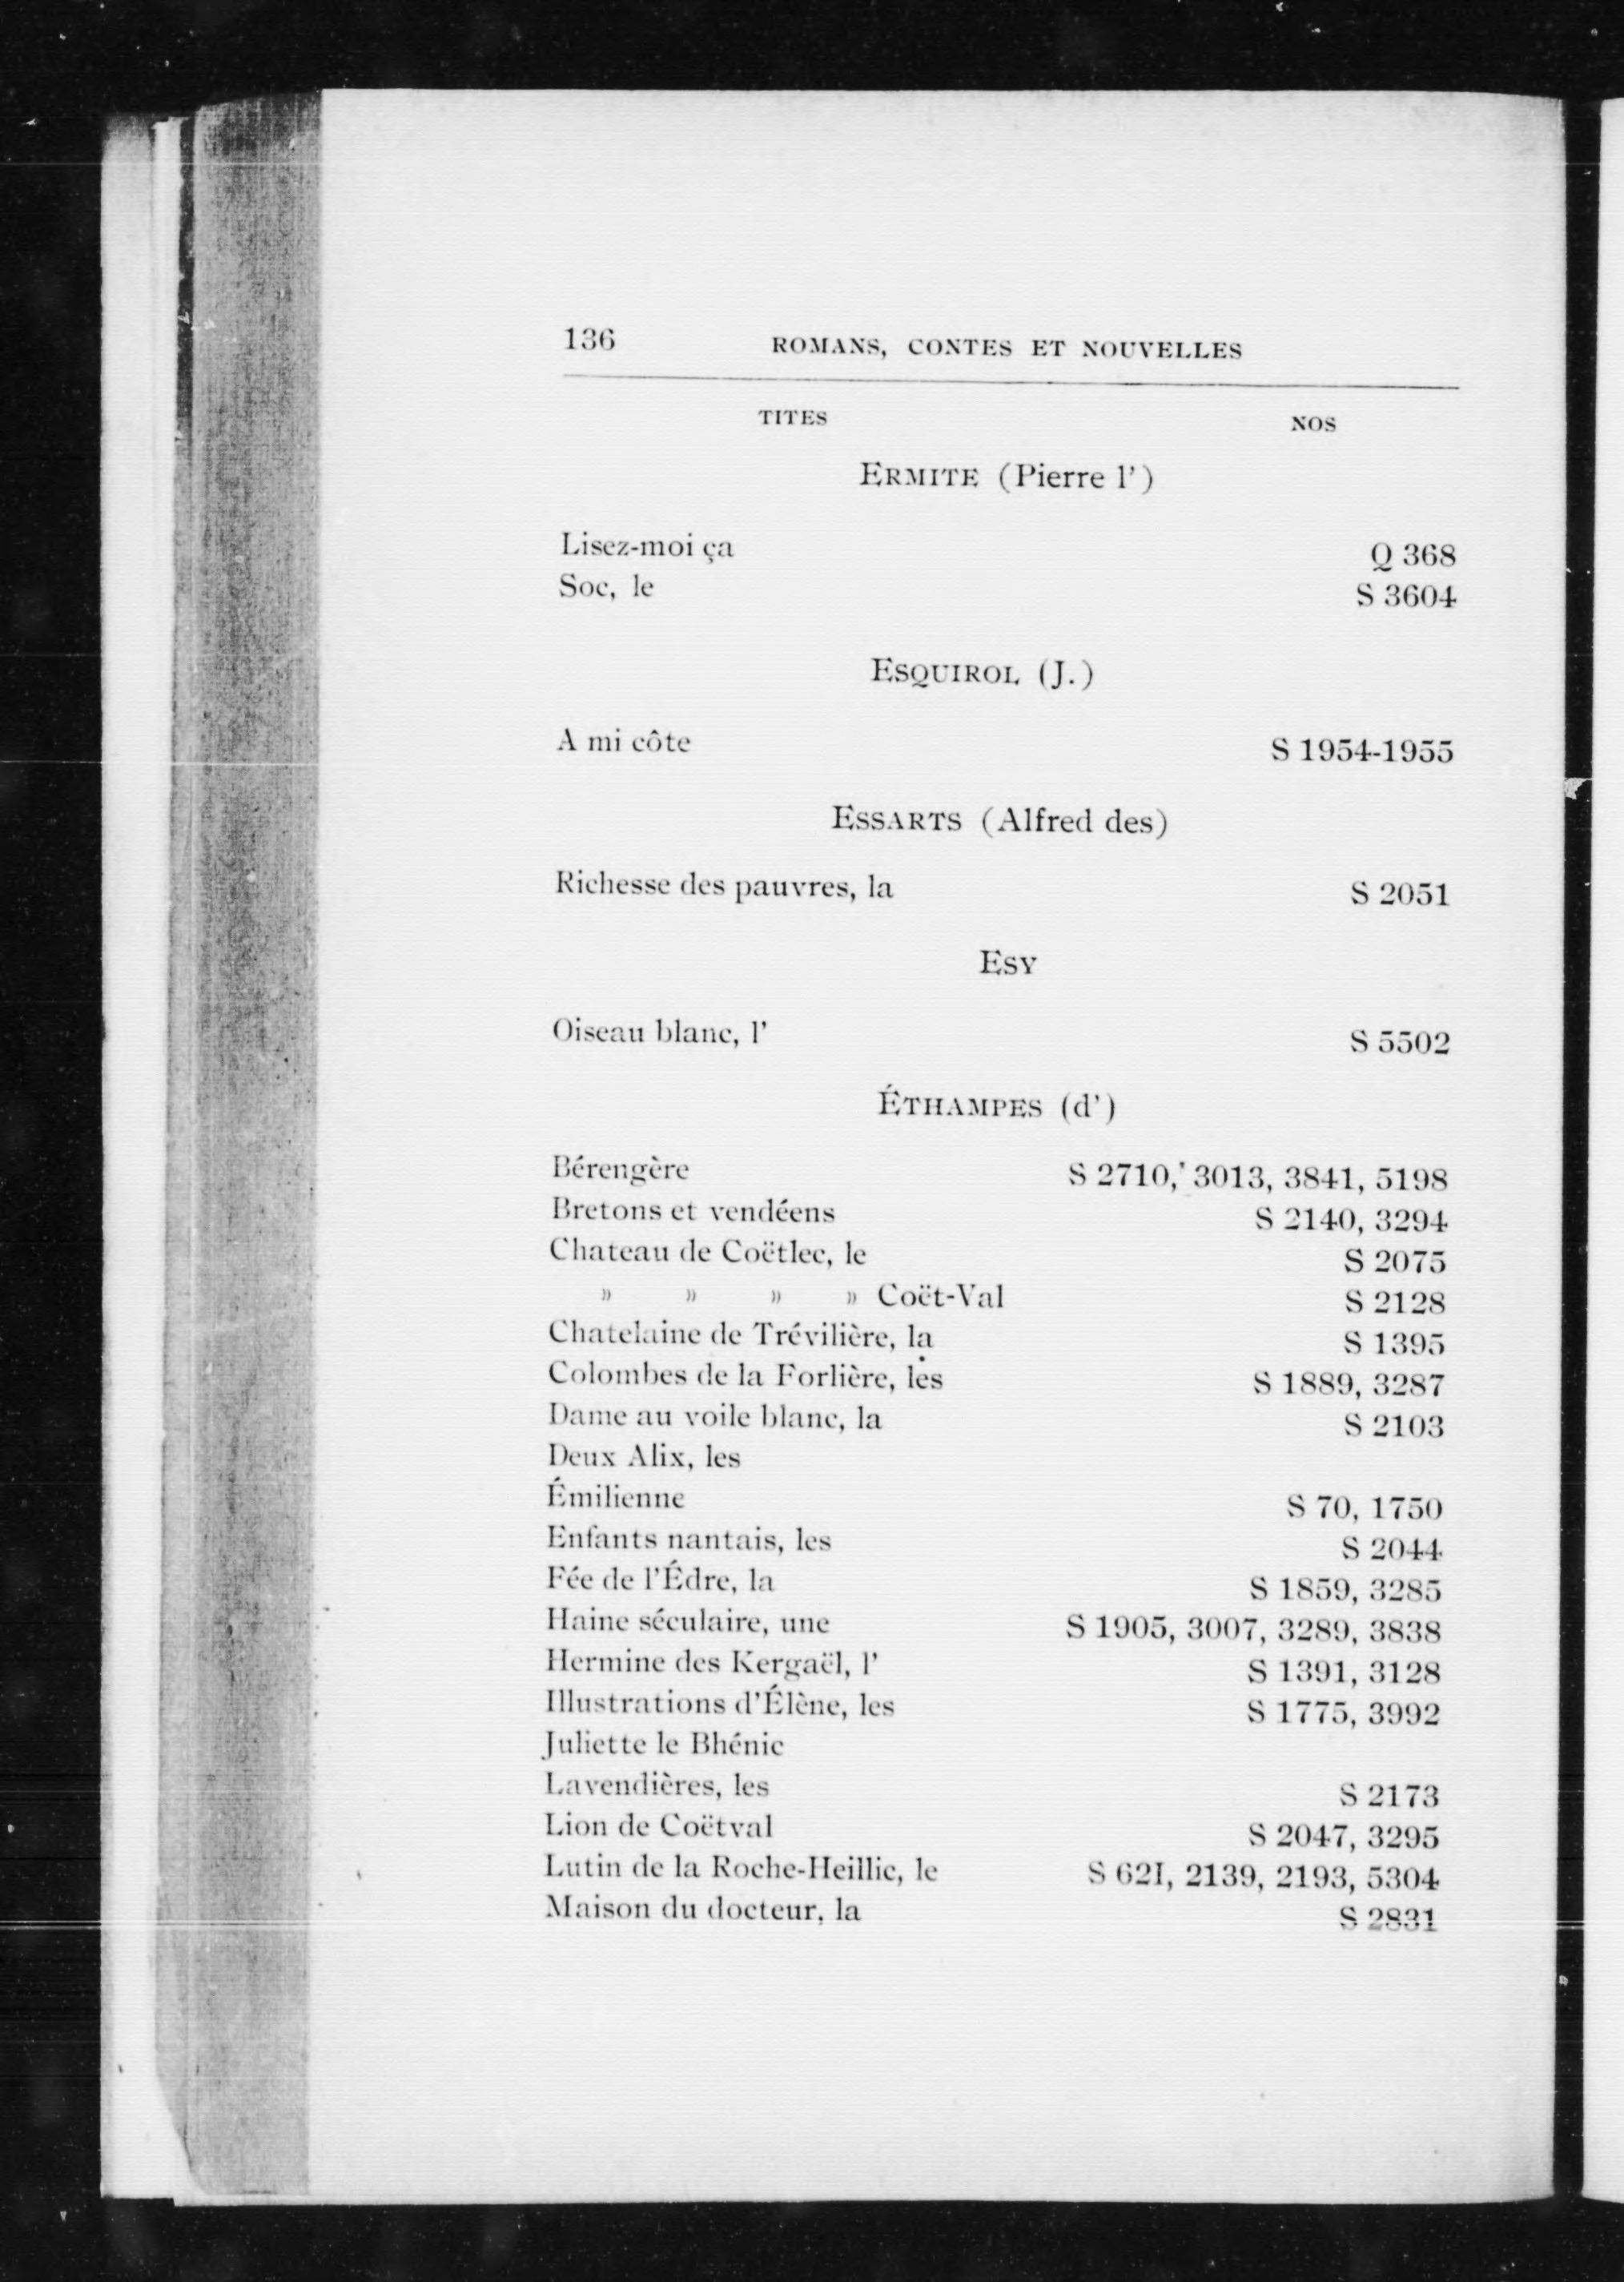 136 ROMANS, CONTES ET NOUVELLES
TITES NOS
ERMITE (Pierre l')
Lisez-moi ça Q 368
Soc, le S 3604
ESQUIROL (J.)
A mi côte S 1954-1955
ESSARTS (Alfred des)
Richesse des pauvres, la S 2051
ESY
Oiseau blanc, l' S 5502
ÉTHAMPES (d')
Bérengère S 2710, 3013, 3841, 5198
Bretons et vendéens S 2140, 3294
Chateau de Coëtlec, le S 2075
» » » » Coët-Val S 2128
Chatelaine de Trévilière, la S 1395
Colombes de la Forlière, les S 1889, 3287
Dame au voile blanc, la S 2103
Deux Alix, les
Émilienne S 70, 1750
Enfants nantais, les S 2044
Fée de l'Édre, la S 1859, 3285
Haine séculaire, une S 1905, 3007, 3289, 3838
Hermine des Kergaël, l' S 1391, 3128
Illustrations d'Élène, les S 1775, 3992
Juliette le Bhénic
Lavendières, les S 2173
Lion de Coëtval S 2047, 3295
Lutin de la Roche-Heillic, le S 62I, 2139, 2193, 5304
Maison du docteur, la S 2831